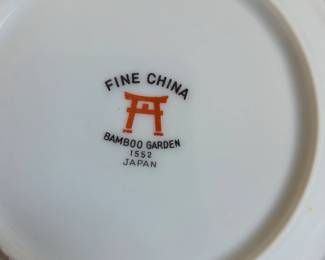 FINE CHINA
BAMBOO GARDEN
1552
JAPAN